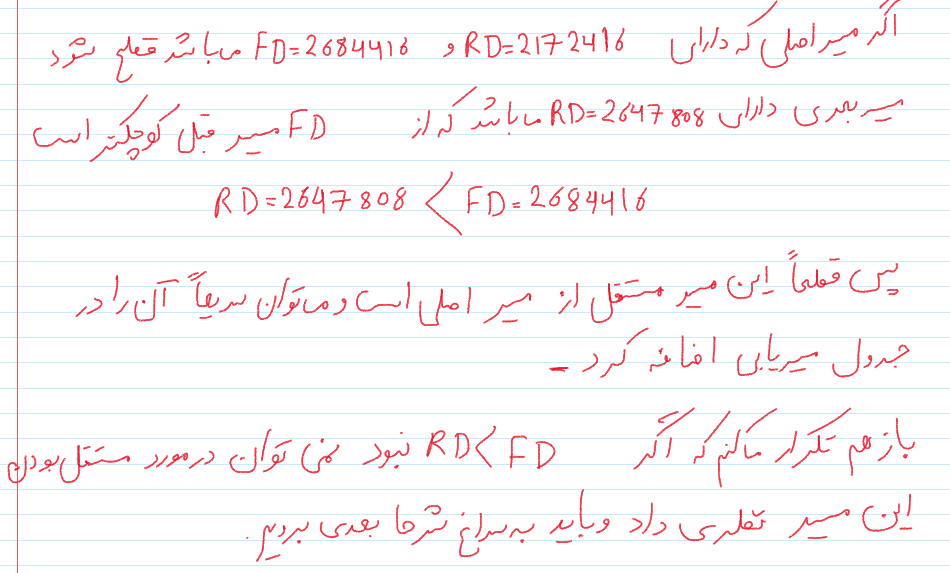 اگر مسیر اصلی که دارای RD=2172416 و FD=2684416 می باشد قطع شود
مسیر بعدی دارای RD=2647808 می باشد که از FD مسیر قبل کوچکتر است
RD=2647808 < FD=2684416
پس قطعاً این مسیر مستقل از مسیر اصلی است و می توان سریعاً آن را در
جدول مسیریابی اضافه کرد -
باز هم تکرار می کنم که اگر RD<FD نبود نمی توان در مورد مستقل بودن
این مسیر نظری داد و باید به سراغ شرط بعدی برویم.